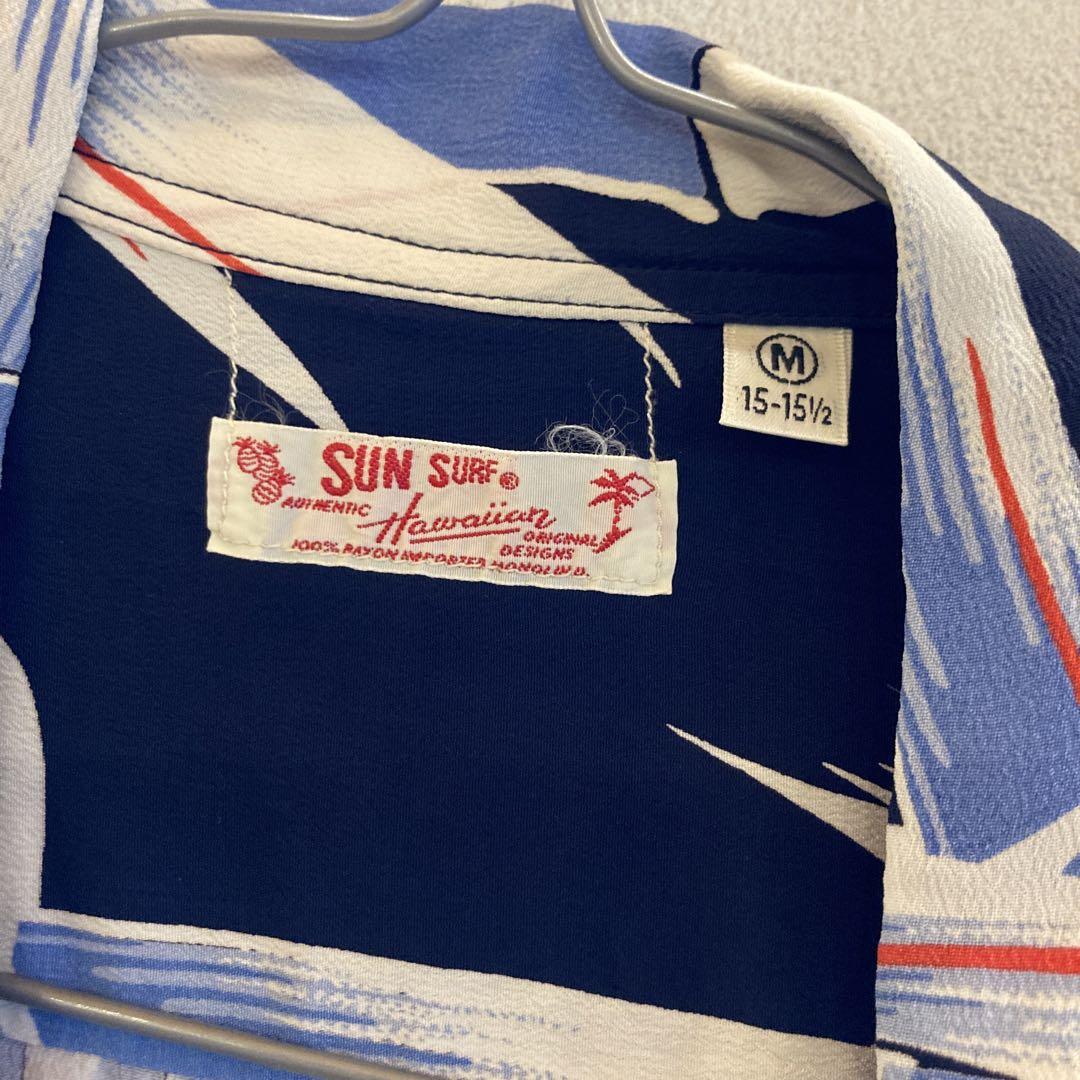 SUN SURF®
AUTHENTIC Hawaiian ORIGINAL DESIGNS
100% RAYON IMPORTED HONOLULU.
M
15-15½